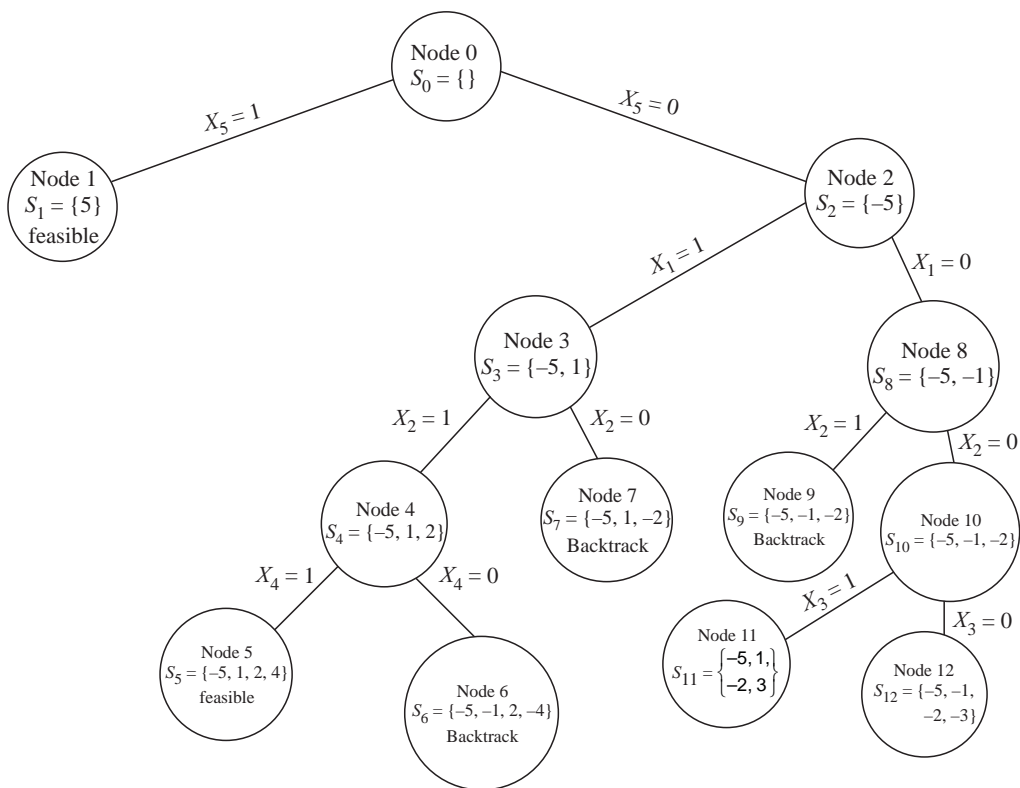 Node 0
S₀ = {}
X₅ = 1
X₅ = 0
Node 1
S₁ = {5}
feasible
Node 2
S₂ = {–5}
X₁ = 1
X₁ = 0
Node 3
S₃ = {–5, 1}
Node 8
S₈ = {–5, –1}
X₂ = 1
X₂ = 0
X₂ = 1
X₂ = 0
Node 4
S₄ = {–5, 1, 2}
Node 7
S₇ = {–5, 1, –2}
Backtrack
Node 9
S₉ = {–5, –1, –2}
Backtrack
Node 10
S₁₀ = {–5, –1, –2}
X₄ = 1
X₄ = 0
X₃ = 1
X₃ = 0
Node 5
S₅ = {–5, 1, 2, 4}
feasible
Node 6
S₆ = {–5, –1, 2, –4}
Backtrack
Node 11
S₁₁ = {–5, 1,
–2, 3}
Node 12
S₁₂ = {–5, –1,
–2, –3}